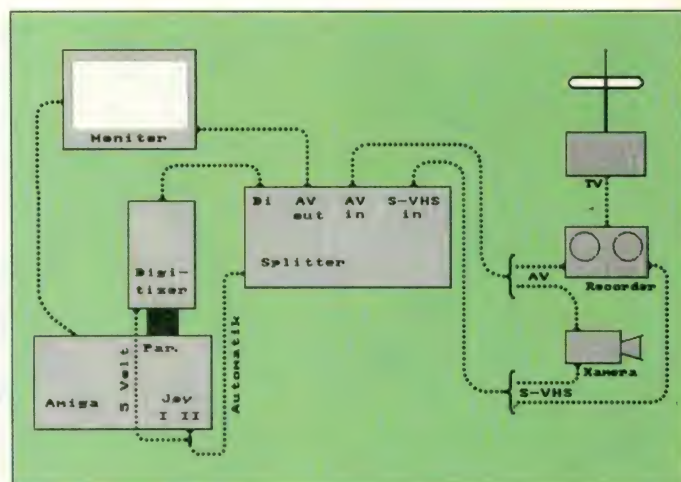 Monitor
TV
Di AV AV S-VHS
out in in
Splitter
Digi-
tizer
AV
Recorder
Par.
5 Volt
Automatik
Amiga
Joy
I II
Kamera
S-VHS